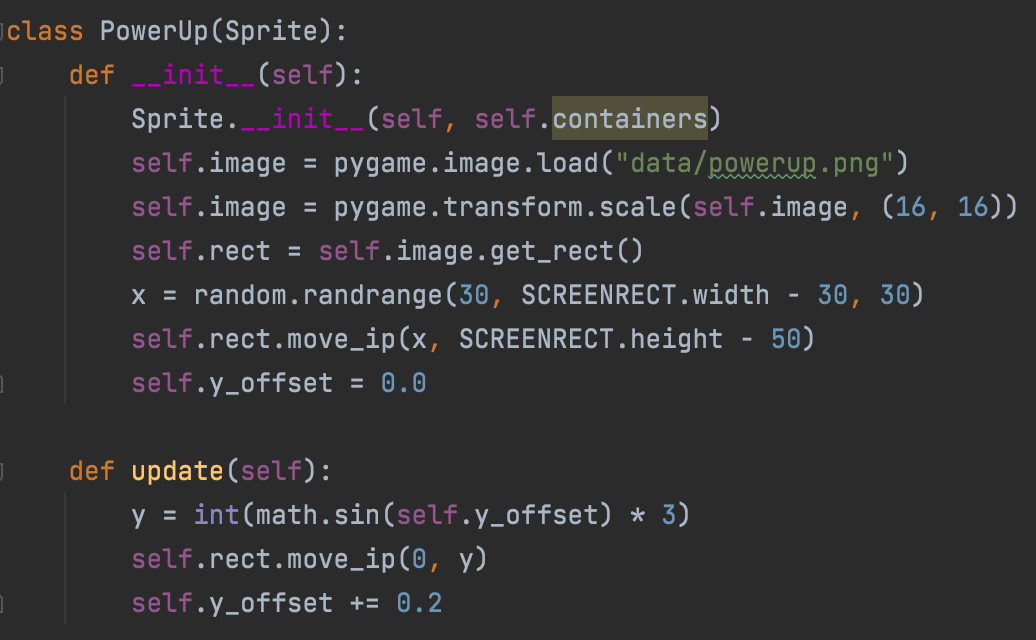 class PowerUp(Sprite):
    def __init__(self):
        Sprite.__init__(self, self.containers)
        self.image = pygame.image.load("data/powerup.png")
        self.image = pygame.transform.scale(self.image, (16, 16))
        self.rect = self.image.get_rect()
        x = random.randrange(30, SCREENRECT.width - 30, 30)
        self.rect.move_ip(x, SCREENRECT.height - 50)
        self.y_offset = 0.0

    def update(self):
        y = int(math.sin(self.y_offset) * 3)
        self.rect.move_ip(0, y)
        self.y_offset += 0.2